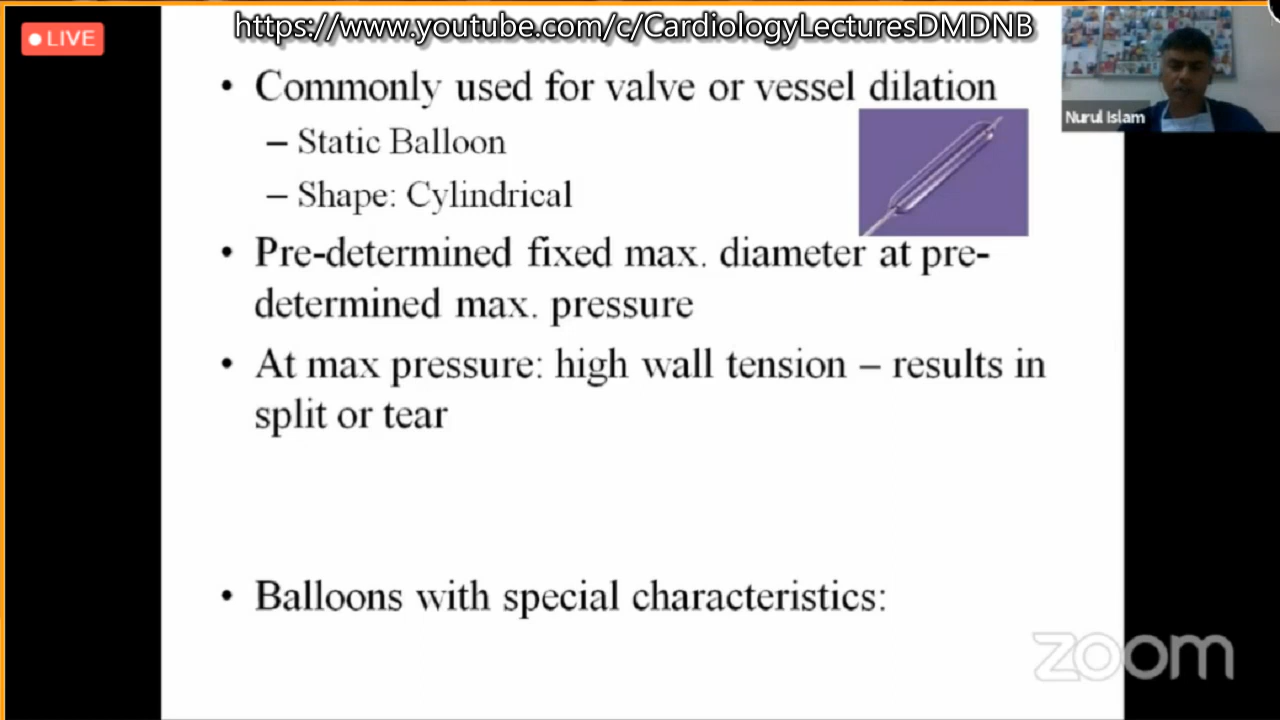 https://www.youtube.com/c/CardiologyLecturesDMDNB
LIVE
• Commonly used for valve or vessel dilation
– Static Balloon
– Shape: Cylindrical
Nurul Islam
• Pre-determined fixed max. diameter at pre-
determined max. pressure
• At max pressure: high wall tension – results in
split or tear
• Balloons with special characteristics:
zoom